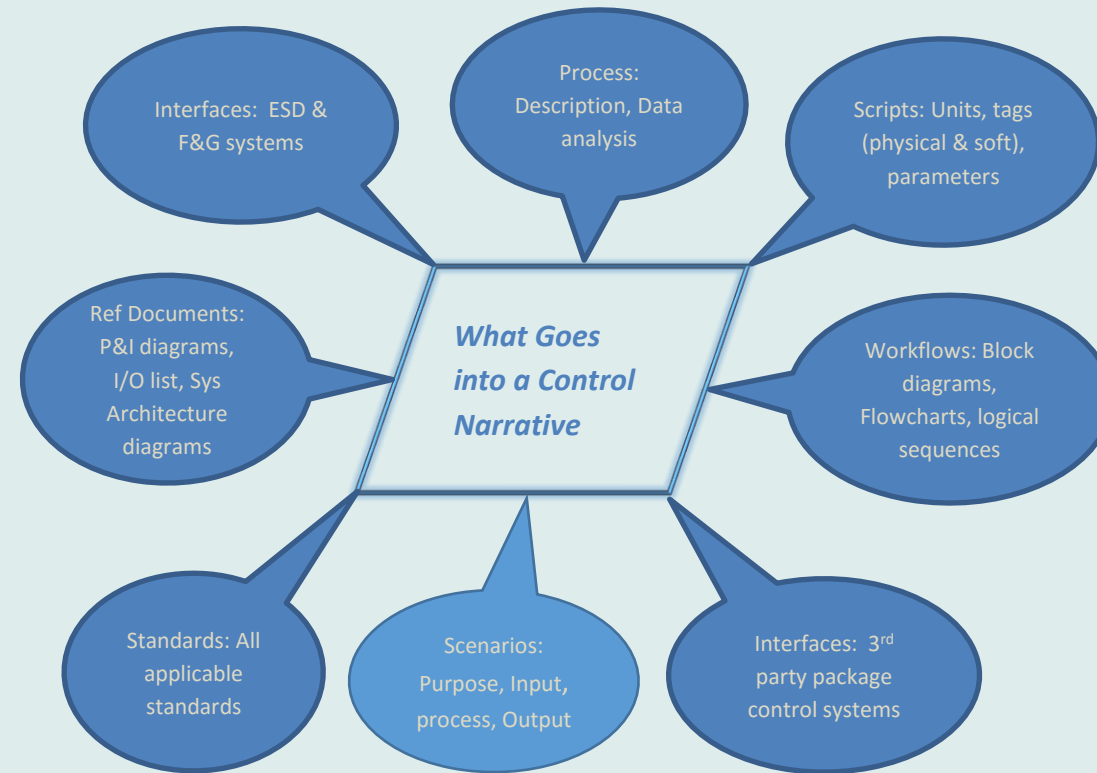 Interfaces: ESD &
F&G systems
Process:
Description, Data
analysis
Scripts: Units, tags
(physical & soft),
parameters
Ref Documents:
P&I diagrams,
I/O list, Sys
Architecture
diagrams
What Goes
into a Control
Narrative
Workflows: Block
diagrams,
Flowcharts, logical
sequences
Standards: All
applicable
standards
Scenarios:
Purpose, Input,
process, Output
Interfaces: 3rd
party package
control systems